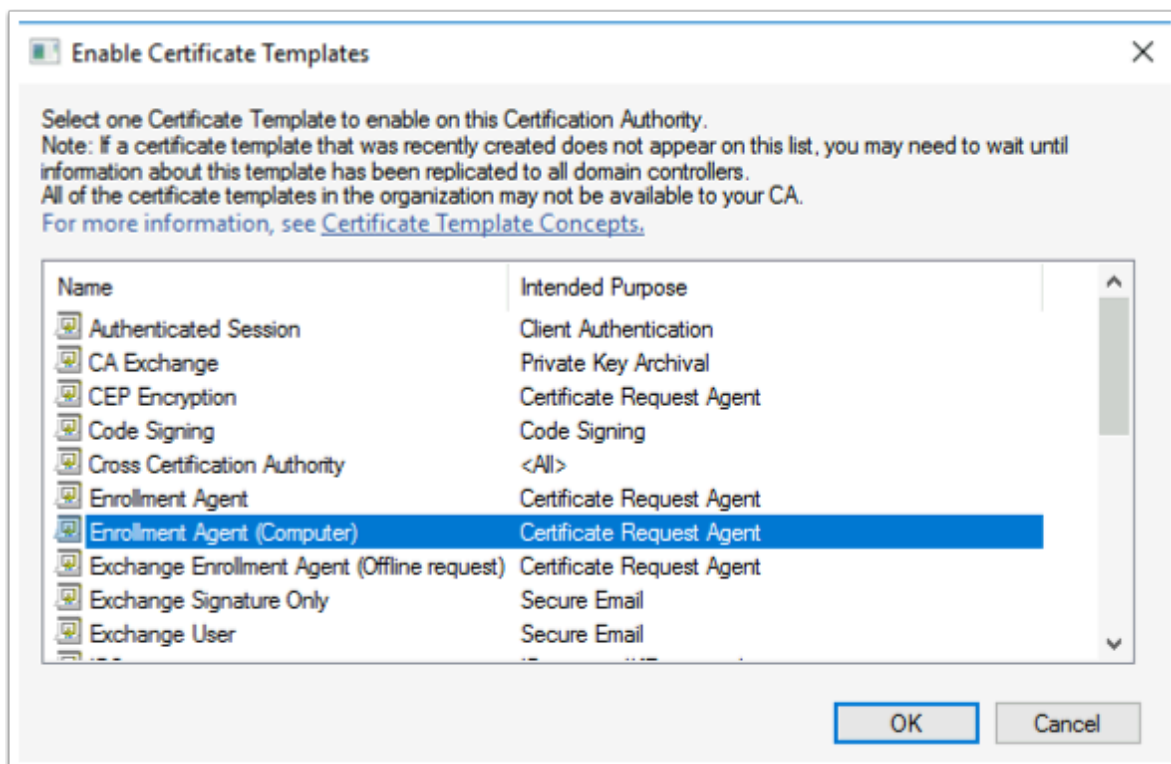 Enable Certificate Templates
Select one Certificate Template to enable on this Certification Authority.
Note: If a certificate template that was recently created does not appear on this list, you may need to wait until
information about this template has been replicated to all domain controllers.
All of the certificate templates in the organization may not be available to your CA.
For more information, see Certificate Template Concepts.
Name Intended Purpose
Authenticated Session Client Authentication
CA Exchange Private Key Archival
CEP Encryption Certificate Request Agent
Code Signing Code Signing
Cross Certification Authority <All>
Enrollment Agent Certificate Request Agent
Enrollment Agent (Computer) Certificate Request Agent
Exchange Enrollment Agent (Offline request) Certificate Request Agent
Exchange Signature Only Secure Email
Exchange User Secure Email
OK Cancel